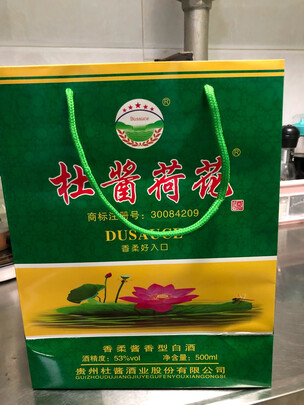 Dusauce
®
杜酱荷花®
商标注册号：30084209
DUSAUCE
香柔好入口
香柔酱香型白酒
酒精度：53%vol 净含量：500ml
贵州杜酱酒业股份有限公司
GUIZHOUDUJIANGJIUYEGUFENYOUXIANGONGSI